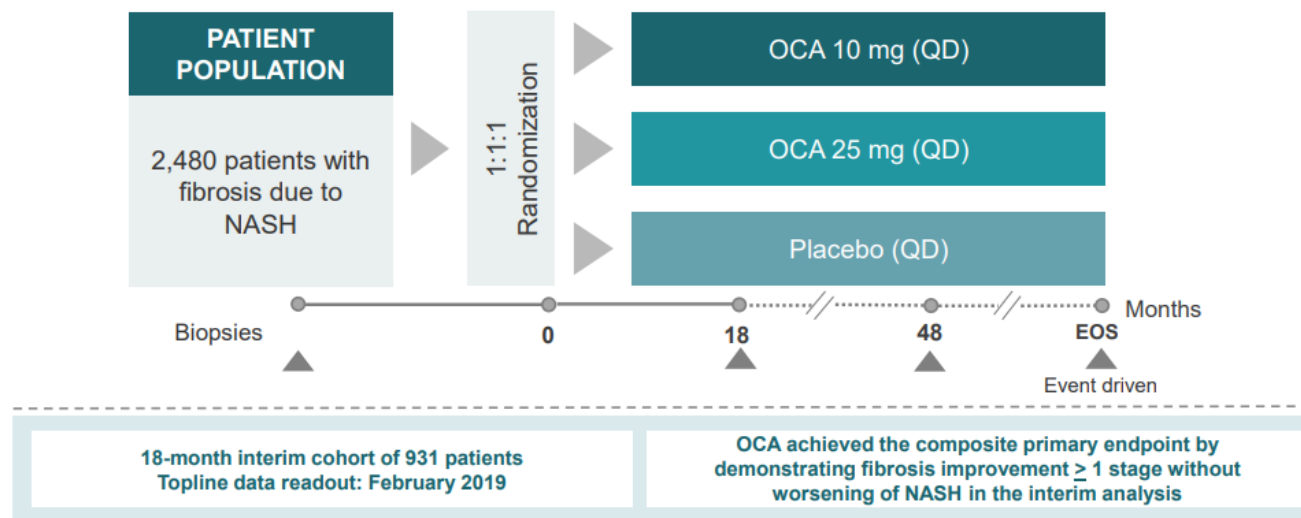 PATIENT
POPULATION
2,480 patients with
fibrosis due to
NASH
1:1:1
Randomization
OCA 10 mg (QD)
OCA 25 mg (QD)
Placebo (QD)
Months
Biopsies
0
18
48
EOS
Event driven
18-month interim cohort of 931 patients
Topline data readout: February 2019
OCA achieved the composite primary endpoint by
demonstrating fibrosis improvement ≥ 1 stage without
worsening of NASH in the interim analysis